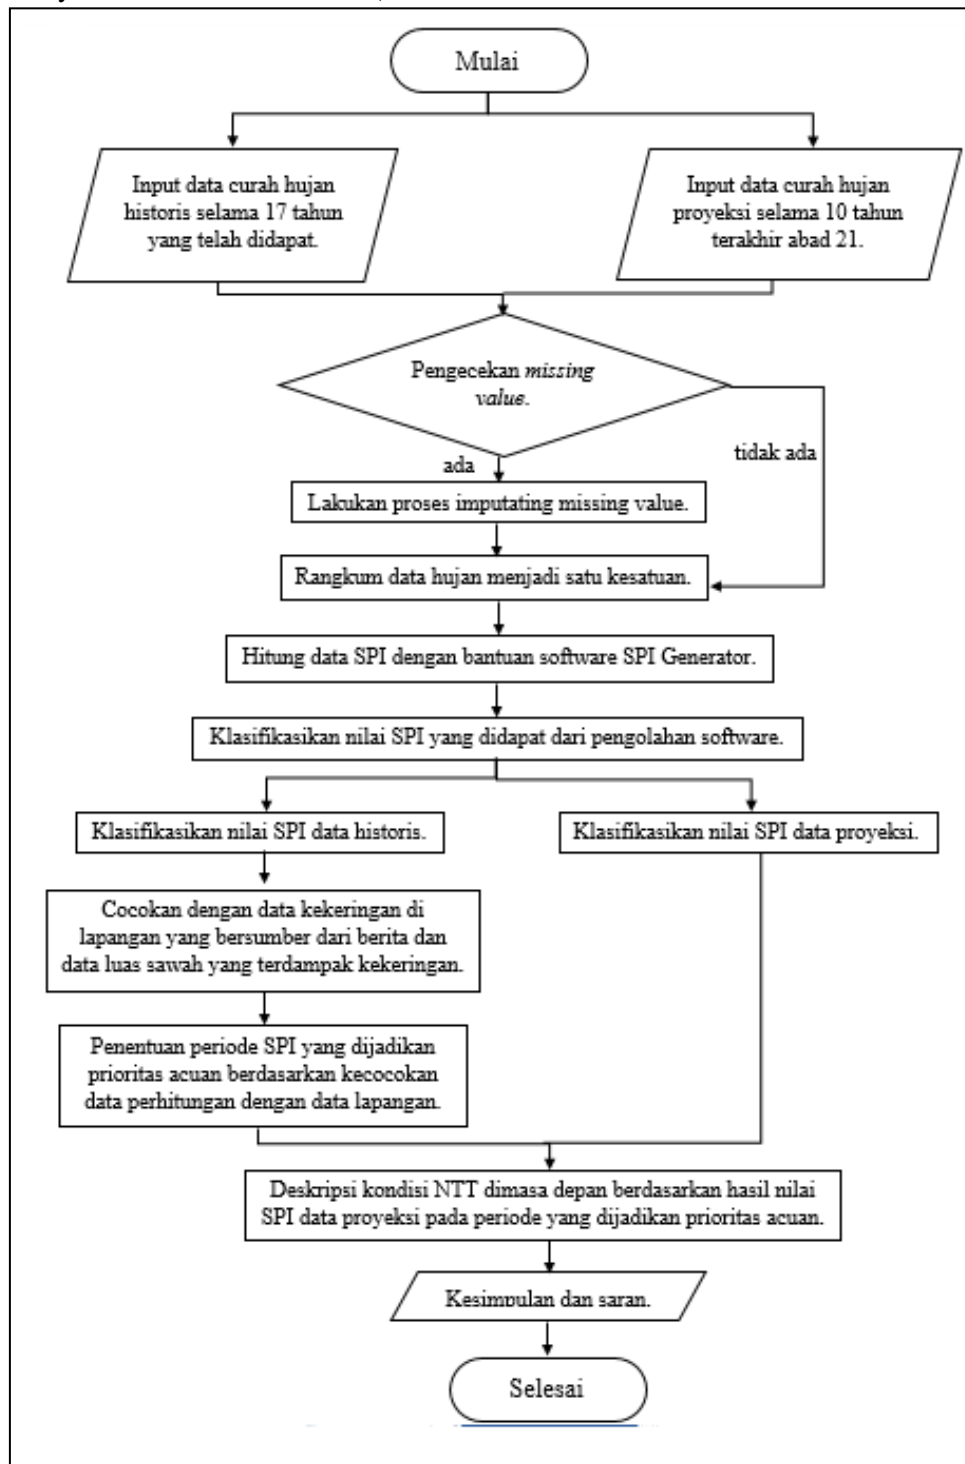 Mulai
Input data curah hujan
historis selama 17 tahun
yang telah didapat.
Input data curah hujan
proyeksi selama 10 tahun
terakhir abad 21.
Pengecekan missing
value.
ada
tidak ada
Lakukan proses imputating missing value.
Rangkum data hujan menjadi satu kesatuan.
Hitung data SPI dengan bantuan software SPI Generator.
Klasifikasikan nilai SPI yang didapat dari pengolahan software.
Klasifikasikan nilai SPI data historis.
Klasifikasikan nilai SPI data proyeksi.
Cocokan dengan data kekeringan di
lapangan yang bersumber dari berita dan
data luas sawah yang terdampak kekeringan.
Penentuan periode SPI yang dijadikan
prioritas acuan berdasarkan kecocokan
data perhitungan dengan data lapangan.
Deskripsi kondisi NTT dimasa depan berdasarkan hasil nilai
SPI data proyeksi pada periode yang dijadikan prioritas acuan.
Kesimpulan dan saran.
Selesai